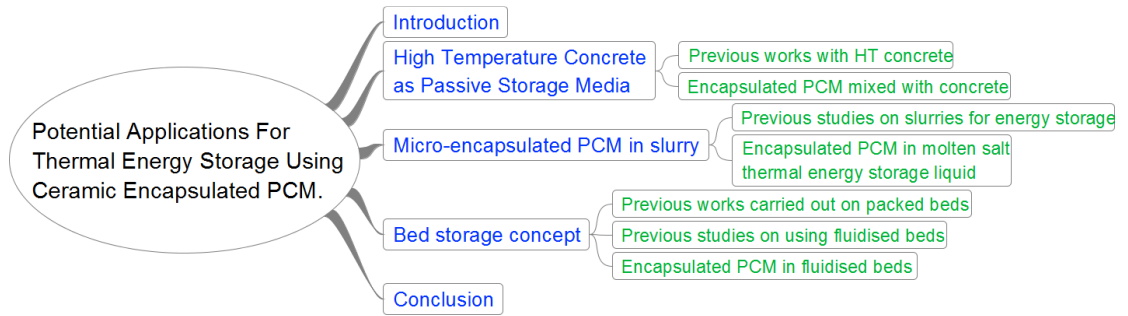 Potential Applications For
Thermal Energy Storage Using
Ceramic Encapsulated PCM.
Introduction
High Temperature Concrete
as Passive Storage Media
Previous works with HT concrete
Encapsulated PCM mixed with concrete
Micro-encapsulated PCM in slurry
Previous studies on slurries for energy storage
Encapsulated PCM in molten salt
thermal energy storage liquid
Bed storage concept
Previous works carried out on packed beds
Previous studies on using fluidised beds
Encapsulated PCM in fluidised beds
Conclusion